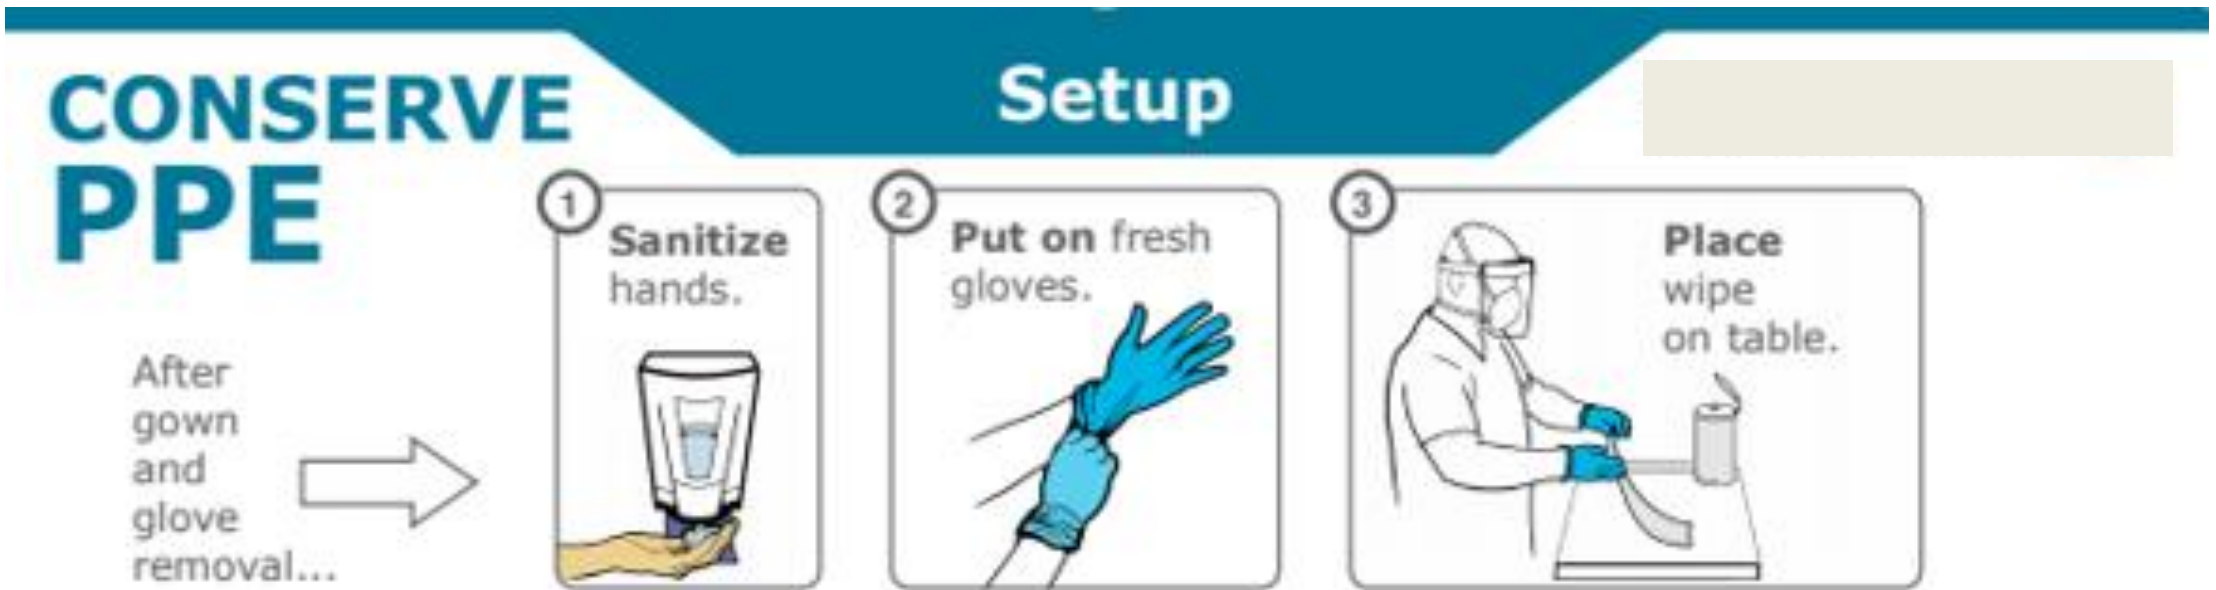 Setup
CONSERVE
PPE
After
gown
and
glove
removal...
1
Sanitize
hands.
2
Put on fresh
gloves.
3
Place
wipe
on table.